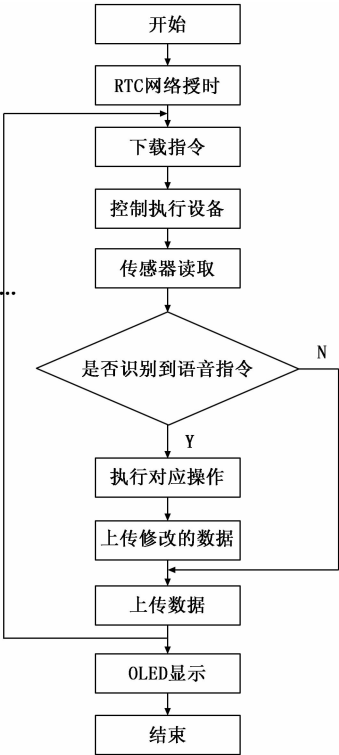 开始
RTC网络授时
下载指令
控制执行设备
传感器读取
...
是否识别到语音指令
N
Y
执行对应操作
上传修改的数据
上传数据
OLED显示
结束